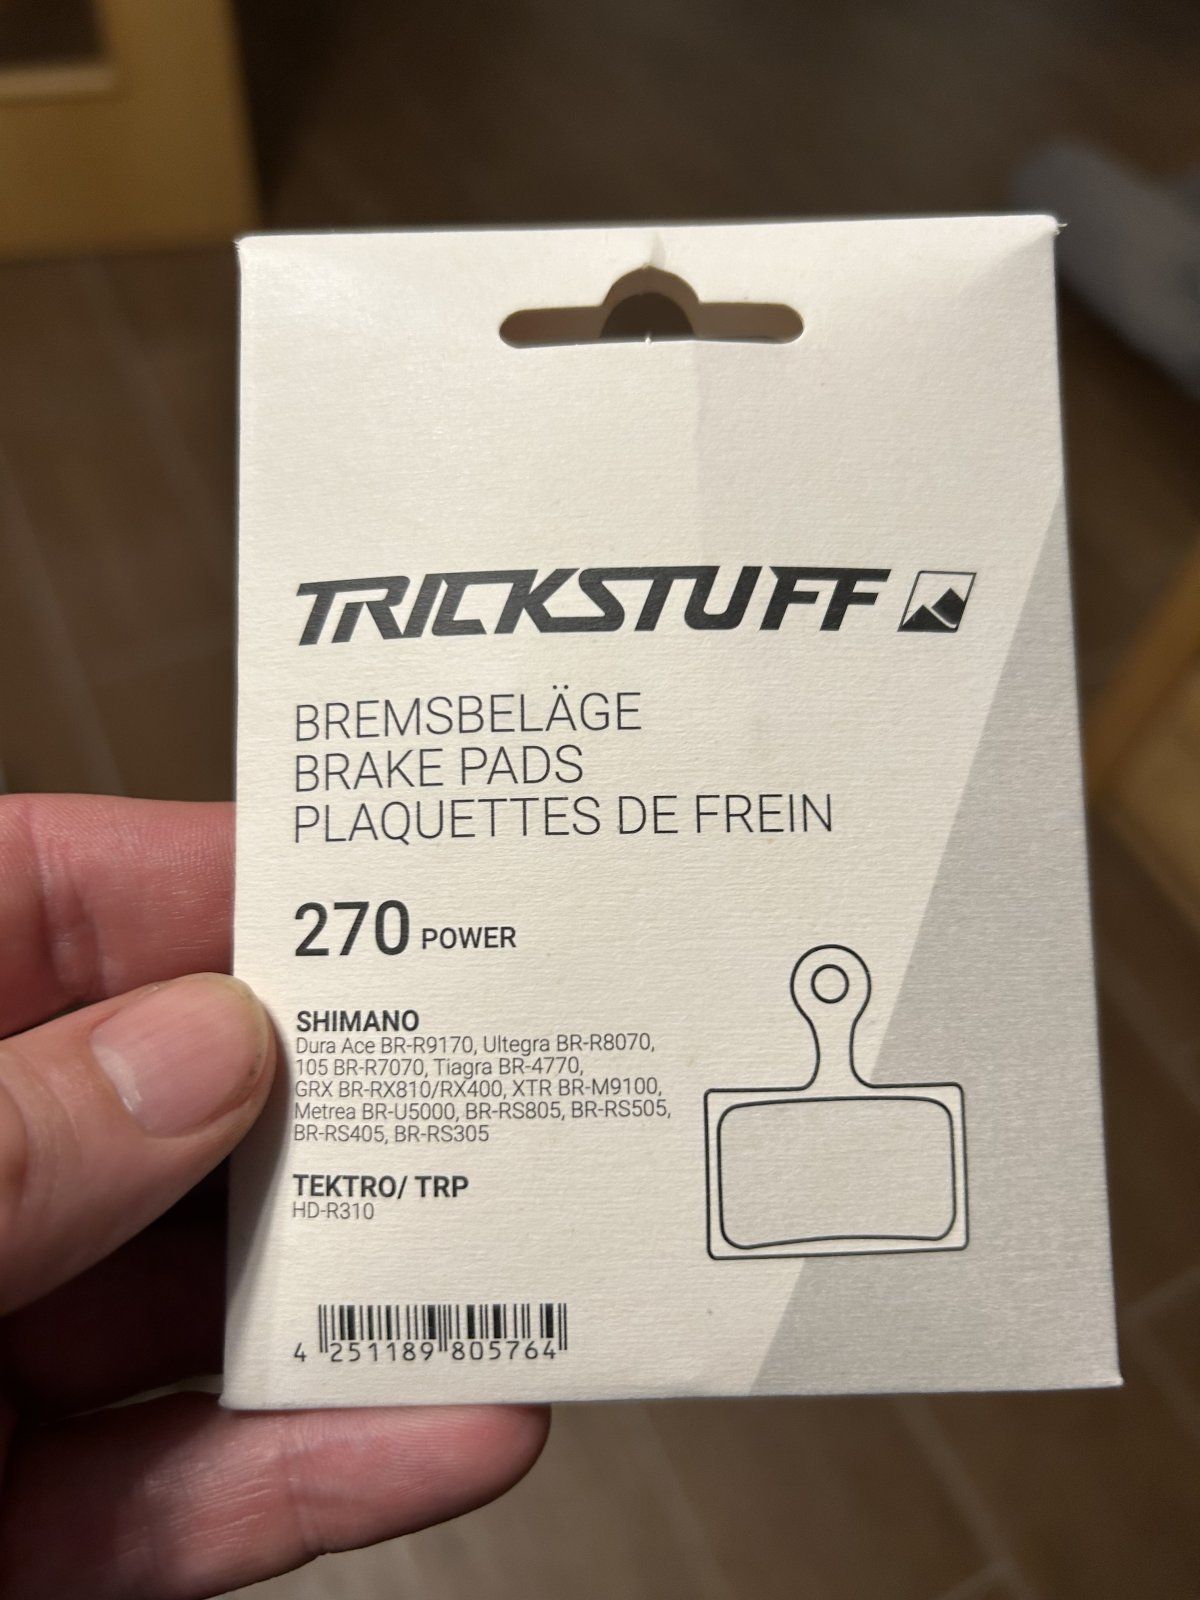 TRICKSTUFF
BREMSBELÄGE
BRAKE PADS
PLAQUETTES DE FREIN
270 POWER
SHIMANO
Dura Ace BR-R9170, Ultegra BR-R8070,
105 BR-R7070, Tiagra BR-4770,
GRX BR-RX810/RX400, XTR BR-M9100,
Metrea BR-U5000, BR-RS805, BR-RS505,
BR-RS405, BR-RS305
TEKTRO/ TRP
HD-R310
4 251189 805764